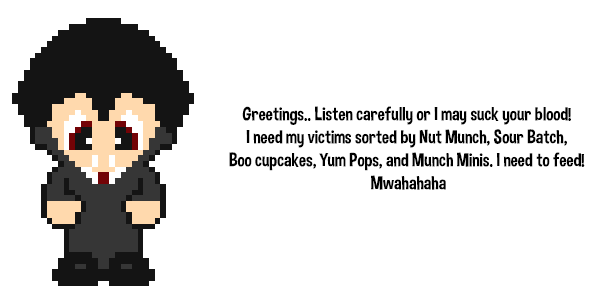 Greetings.. Listen carefully or I may suck your blood!
I need my victims sorted by Nut Munch, Sour Batch,
Boo cupcakes, Yum Pops, and Munch Minis. I need to feed!
Mwahahaha